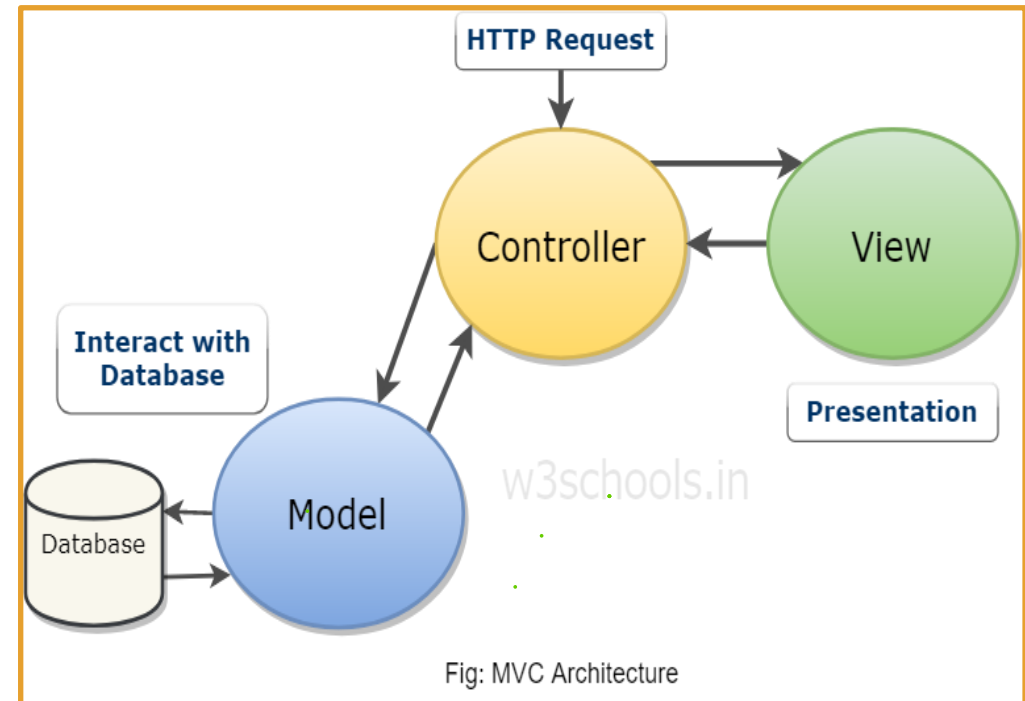 HTTP Request
Controller
View
Interact with
Database
Presentation
w3schools.in
Model
Database
Fig: MVC Architecture